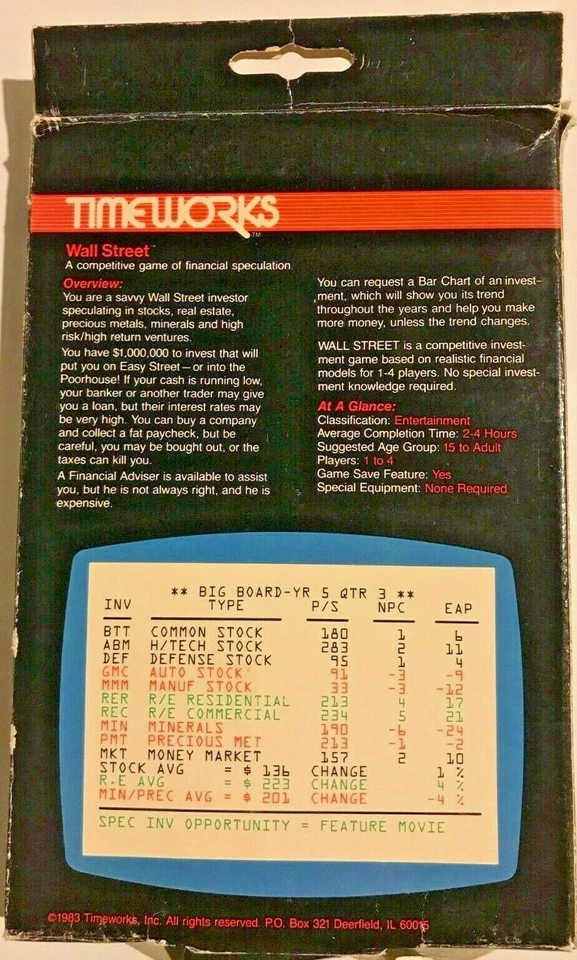 TIMEWORKS™
Wall Street™
A competitive game of financial speculation.
Overview:
You are a savvy Wall Street investor
speculating in stocks, real estate,
precious metals, minerals and high
risk/high return ventures.
You have $1,000,000 to invest that will
put you on Easy Street – or into the
Poorhouse! If your cash is running low,
your banker or another trader may give
you a loan, but their interest rates may
be very high. You can buy a company
and collect a fat paycheck, but be
careful, you may be bought out, or the
taxes can kill you.
A Financial Adviser is available to assist
you, but he is not always right, and he is
expensive.
You can request a Bar Chart of an invest-
ment, which will show you its trend
throughout the years and help you make
more money, unless the trend changes.
WALL STREET is a competitive invest-
ment game based on realistic financial
models for 1-4 players. No special invest-
ment knowledge required.
At A Glance:
Classification: Entertainment
Average Completion Time: 2-4 Hours
Suggested Age Group: 15 to Adult
Players: 1 to 4
Game Save Feature: Yes
Special Equipment: None Required
** BIG BOARD-YR 5 QTR 3 **
INV TYPE P/S NPC EAP
BTT COMMON STOCK 180 1 6
ABM H/TECH STOCK 283 2 11
DEF DEFENSE STOCK 95 1 4
GMC AUTO STOCK 91 -3 -9
MMM MANUF STOCK 33 -3 -12
RER R/E RESIDENTIAL 213 4 17
REC R/E COMMERCIAL 234 5 21
MIN MINERALS 190 -6 -24
PMT PRECIOUS MET 213 -1 -2
MKT MONEY MARKET 157 2 10
STOCK AVG = $ 136 CHANGE 1 %
R.E AVG = $ 223 CHANGE 4 %
MIN/PREC AVG = $ 201 CHANGE -4 %
SPEC INV OPPORTUNITY = FEATURE MOVIE
©1983 Timeworks, Inc. All rights reserved. P.O. Box 321 Deerfield, IL 60015